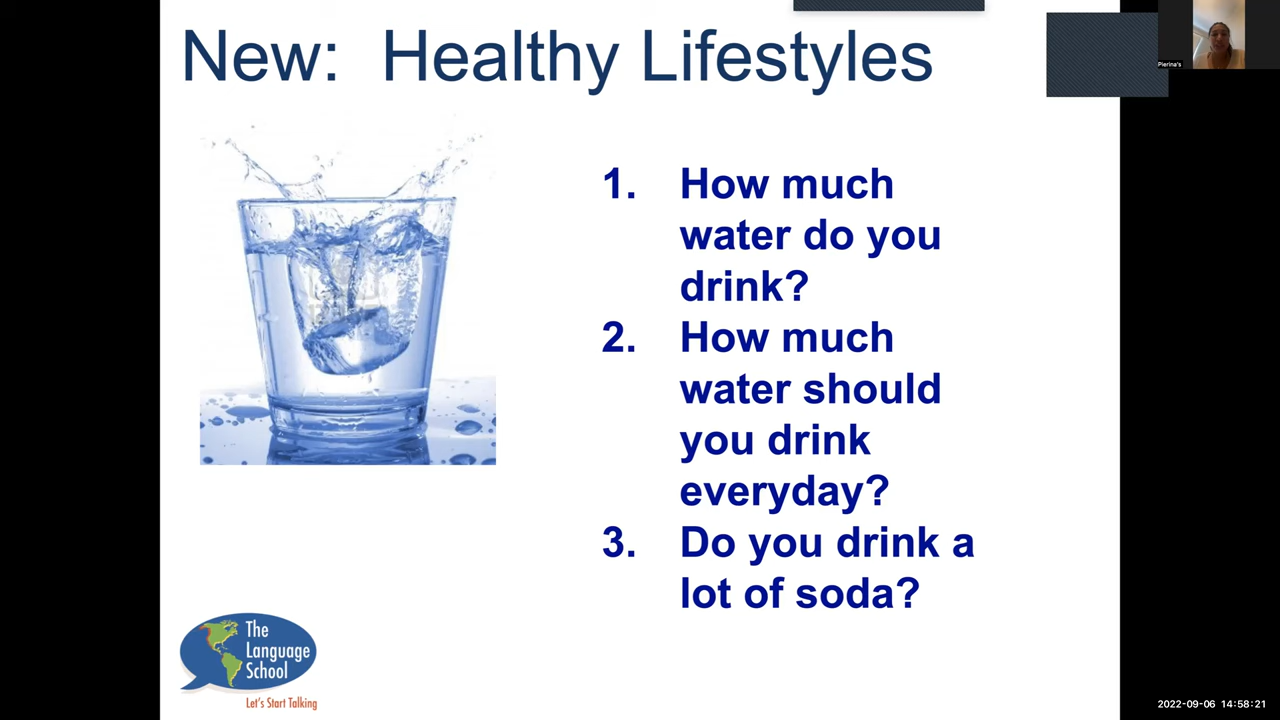 New: Healthy Lifestyles
Pierina's
1. How much
water do you
drink?
2. How much
water should
you drink
everyday?
3. Do you drink a
lot of soda?
The
Language
School
Let's Start Talking
2022-09-06 14:58:21